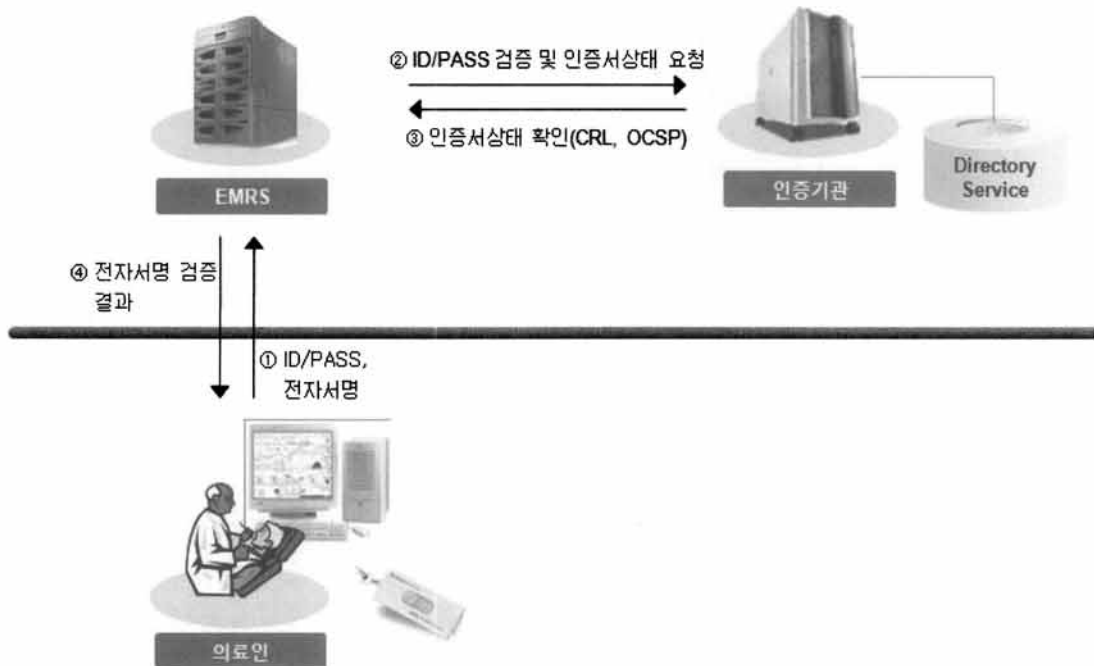 ② ID/PASS 검증 및 인증서상태 요청
③ 인증서상태 확인(CRL, OCSP)
EMRS
인증기관
Directory
Service
④ 전자서명 검증
결과
① ID/PASS,
전자서명
의료인